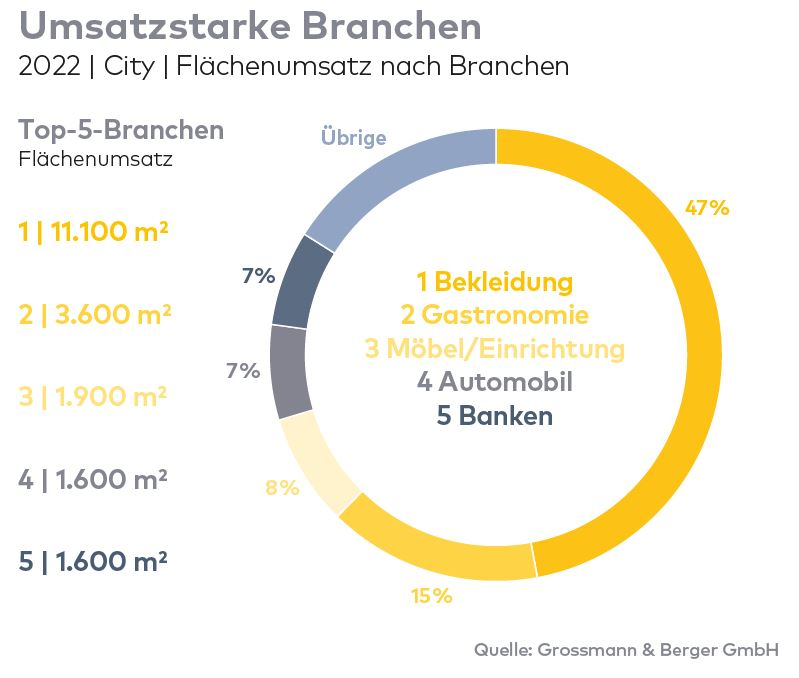 Umsatzstarke Branchen
2022 | City | Flächenumsatz nach Branchen
Top-5-Branchen
Flächenumsatz
1 | 11.100 m²
2 | 3.600 m²
3 | 1.900 m²
4 | 1.600 m²
5 | 1.600 m²
Übrige
47%
7%
7%
8%
15%
1 Bekleidung
2 Gastronomie
3 Möbel/Einrichtung
4 Automobil
5 Banken
Quelle: Grossmann & Berger GmbH